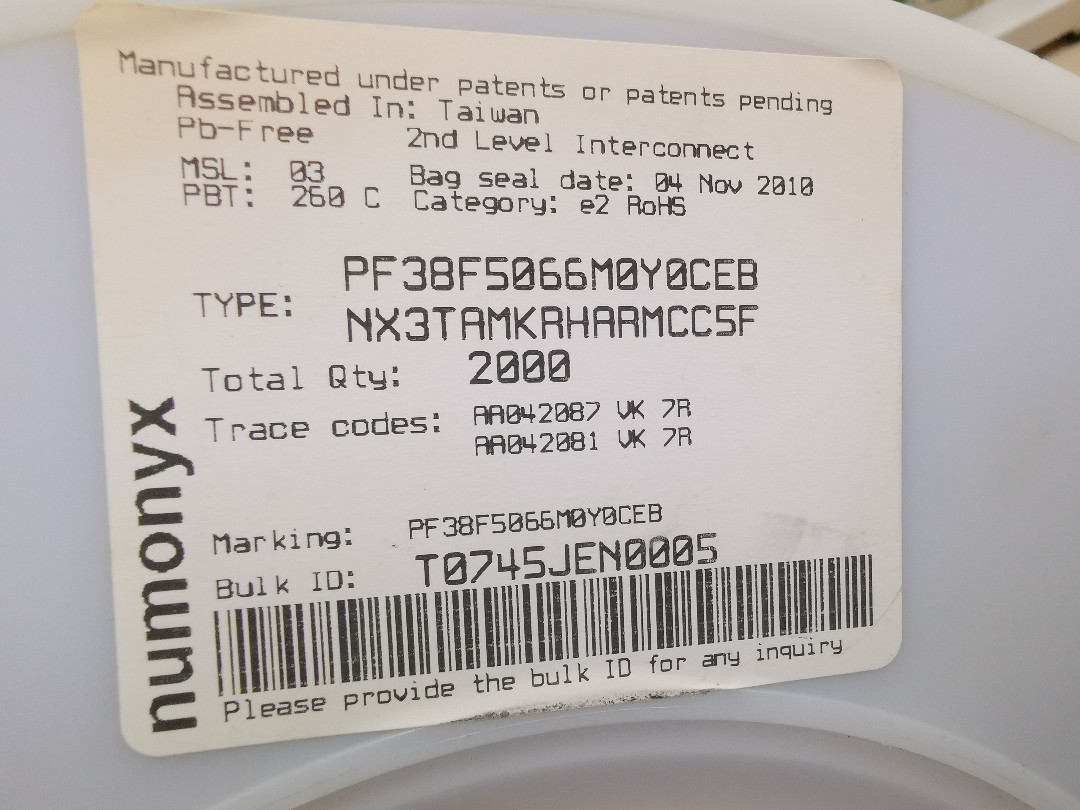 Manufactured under patents or patents pending
Assembled In: Taiwan
Pb-Free 2nd Level Interconnect
MSL: 03 Bag seal date: 04 Nov 2010
PBT: 260 C Category: e2 RoHS
TYPE: PF38F5066M0Y0CEB
NX3TAMKRHARMCC5F
Total Qty: 2000
Trace codes: AA042087 VK 7R
AA042081 VK 7R
Marking: PF38F5066M0Y0CEB
Bulk ID: T0745JEN0005
Please provide the bulk ID for any inquiry
numonyx